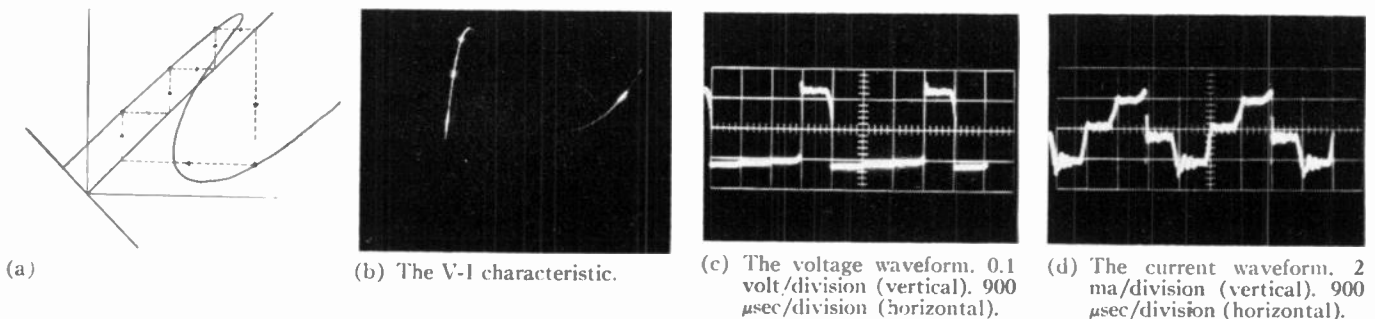 (a)
(b) The V-I characteristic.
(c) The voltage waveform. 0.1
volt/division (vertical). 900
μsec/division (horizontal).
(d) The current waveform. 2
ma/division (vertical). 900
μsec/division (horizontal).